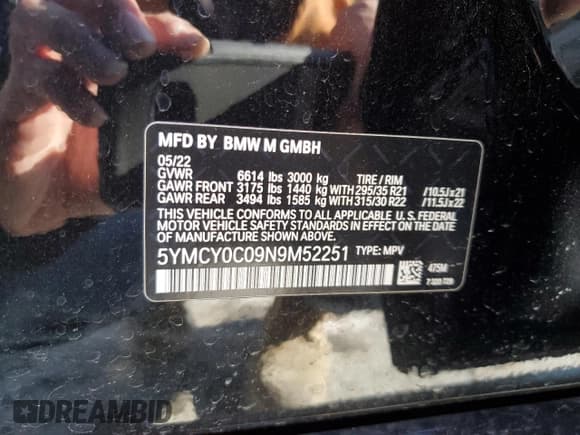 MFD BY BMW M GMBH
05/22
GVWR 6614 lbs 3000 kg TIRE / RIM
GAWR FRONT 3175 lbs 1440 kg WITH 295/35 R21 /10.5Jx21
GAWR REAR 3494 lbs 1585 kg WITH 315/30 R22 /11.5Jx22
THIS VEHICLE CONFORMS TO ALL APPLICABLE U. S. FEDERAL
MOTOR VEHICLE SAFETY STANDARDS IN EFFECT ON THE
DATE OF MANUFACTURE SHOWN ABOVE.
5YMCY0C09N9M52251 TYPE: MPV
475M
DREAMBID